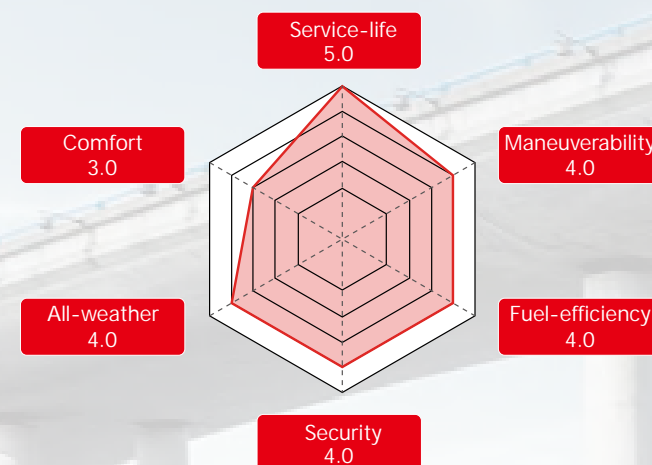 Service-life
5.0
Comfort
3.0
Maneuverability
4.0
All-weather
4.0
Fuel-efficiency
4.0
Security
4.0